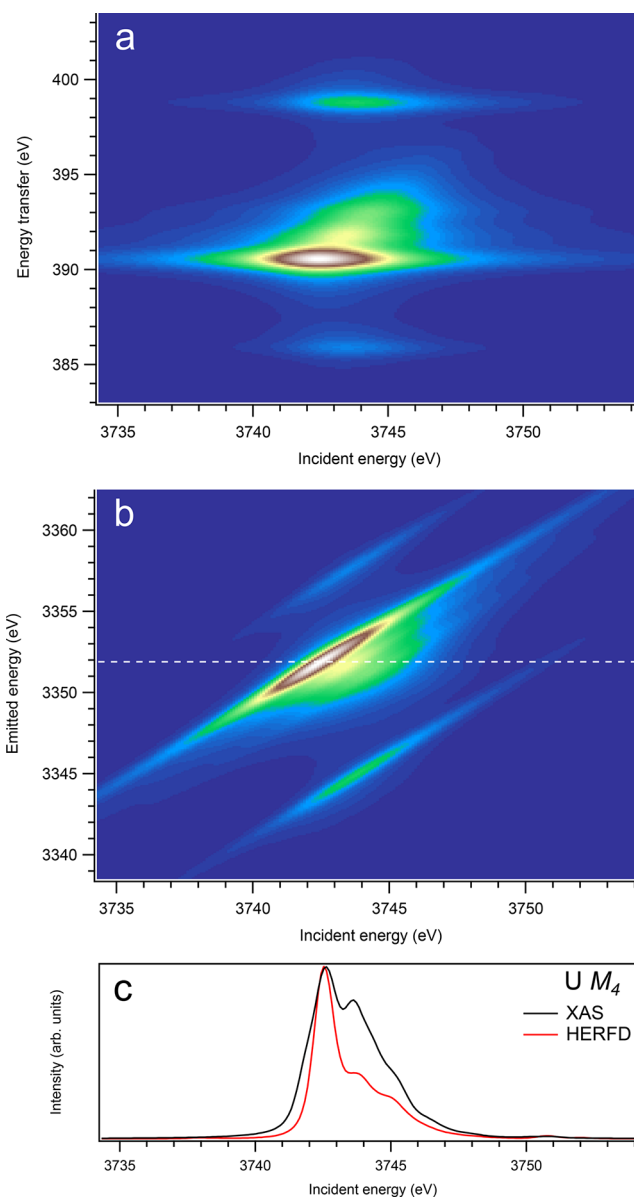 a
400
395
390
385
Energy transfer (eV)
3735 3740 3745 3750
Incident energy (eV)
b
3360
3355
3350
3345
3340
Emitted energy (eV)
3735 3740 3745 3750
Incident energy (eV)
c
U M4
XAS
HERFD
Intensity (arb. units)
3735 3740 3745 3750
Incident energy (eV)